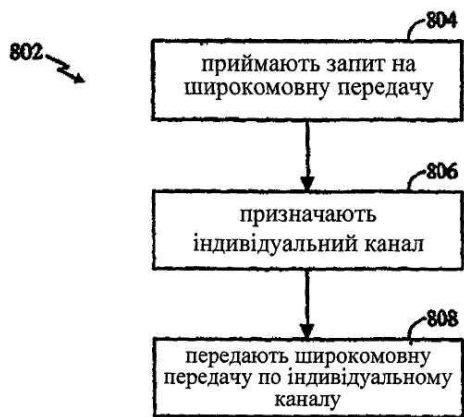 804
802
приймають запит на
широкомовну передачу
806
призначають
індивідуальний канал
808
передають широкомовну
передачу по індивідуальному
каналу